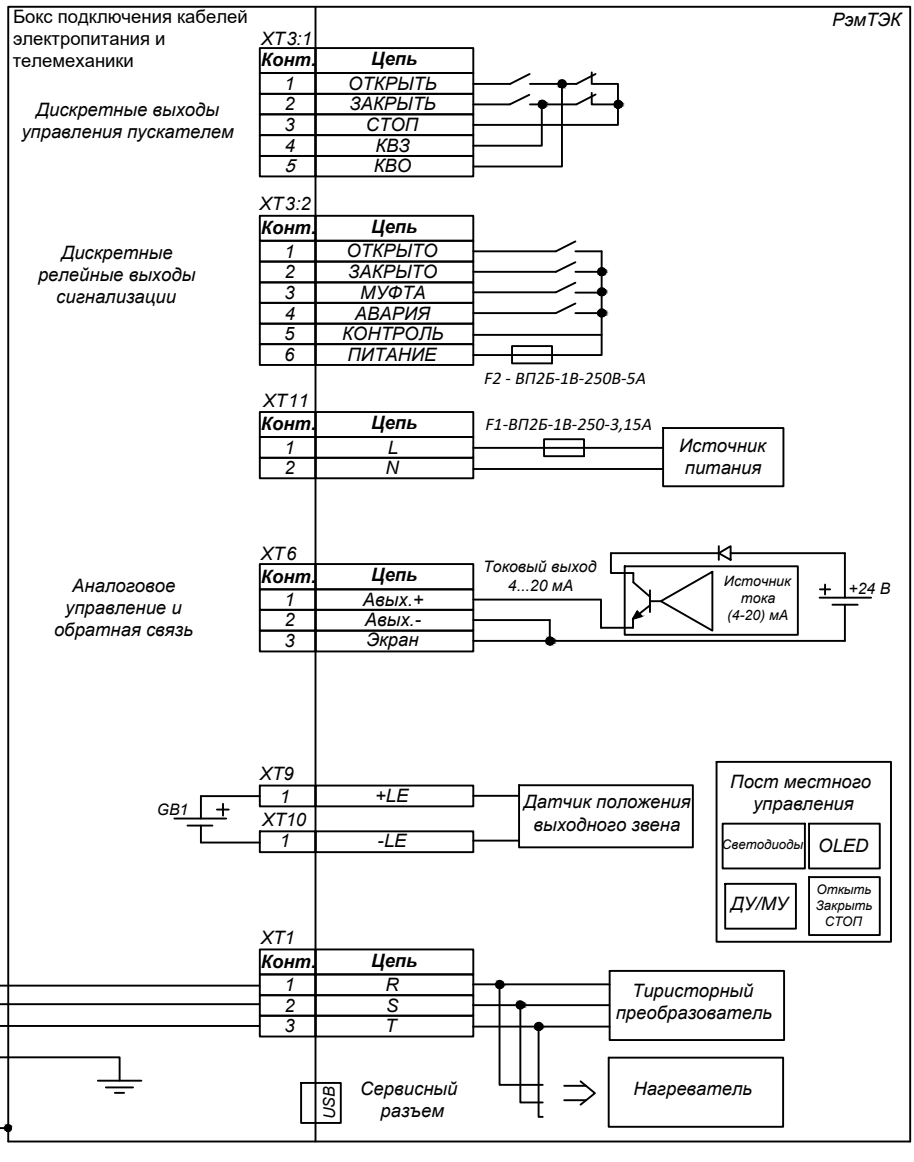 Бокс подключения кабелей
электропитания и
телемеханики
РэмТЭК
XT3:1
Конт. Цепь
Дискретные выходы
управления пускателем
1 ОТКРЫТЬ
2 ЗАКРЫТЬ
3 СТОП
4 КВЗ
5 КВО
XT3:2
Конт. Цепь
Дискретные
релейные выходы
сигнализации
1 ОТКРЫТО
2 ЗАКРЫТО
3 МУФТА
4 АВАРИЯ
5 КОНТРОЛЬ
6 ПИТАНИЕ
F2 - ВП2Б-1В-250В-5А
XT11
Конт. Цепь
1 L
2 N
F1-ВП2Б-1В-250-3,15А
Источник
питания
XT6
Конт. Цепь
Аналоговое
управление и
обратная связь
1 Авых.+
2 Авых.-
3 Экран
Токовый выход
4...20 мА
Источник
тока
(4-20) мА
+ +24 В
XT9
1 +LE
GB1 +
XT10
1 -LE
Датчик положения
выходного звена
Пост местного
управления
Светодиоды OLED
ДУ/МУ
Откыть
Закрыть
СТОП
XT1
Конт. Цепь
1 R
2 S
3 T
Тиристорный
преобразователь
Нагреватель
USB
Сервисный
разъем